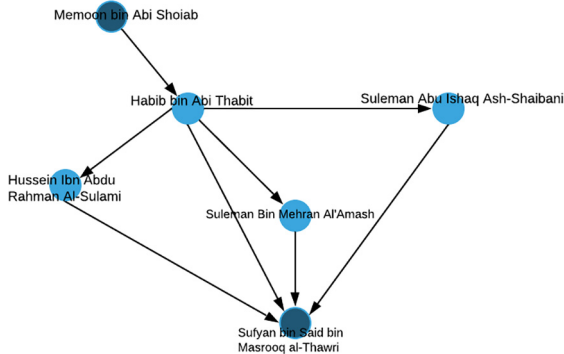 Memoon bin Abi Shoiab
Habib bin Abi Thabit
Suleman Abu Ishaq Ash-Shaibani
Hussein Ibn Abdu
Rahman Al-Sulami
Suleman Bin Mehran Al'Amash
Sufyan bin Said bin
Masrooq al-Thawri